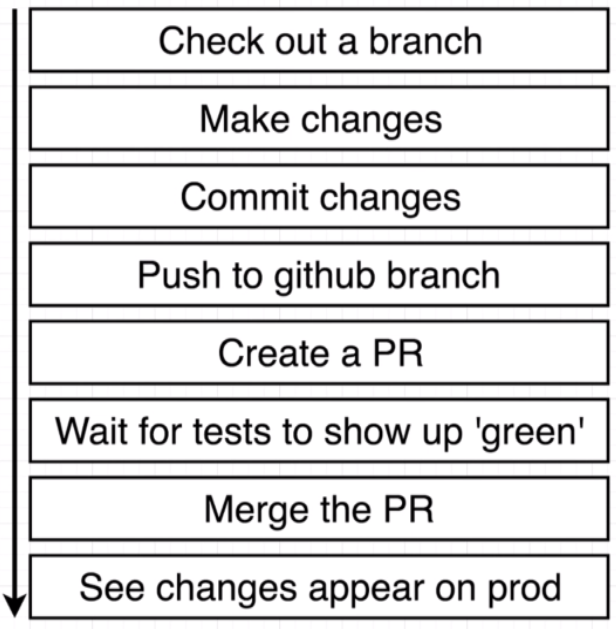 Check out a branch
Make changes
Commit changes
Push to github branch
Create a PR
Wait for tests to show up 'green'
Merge the PR
See changes appear on prod